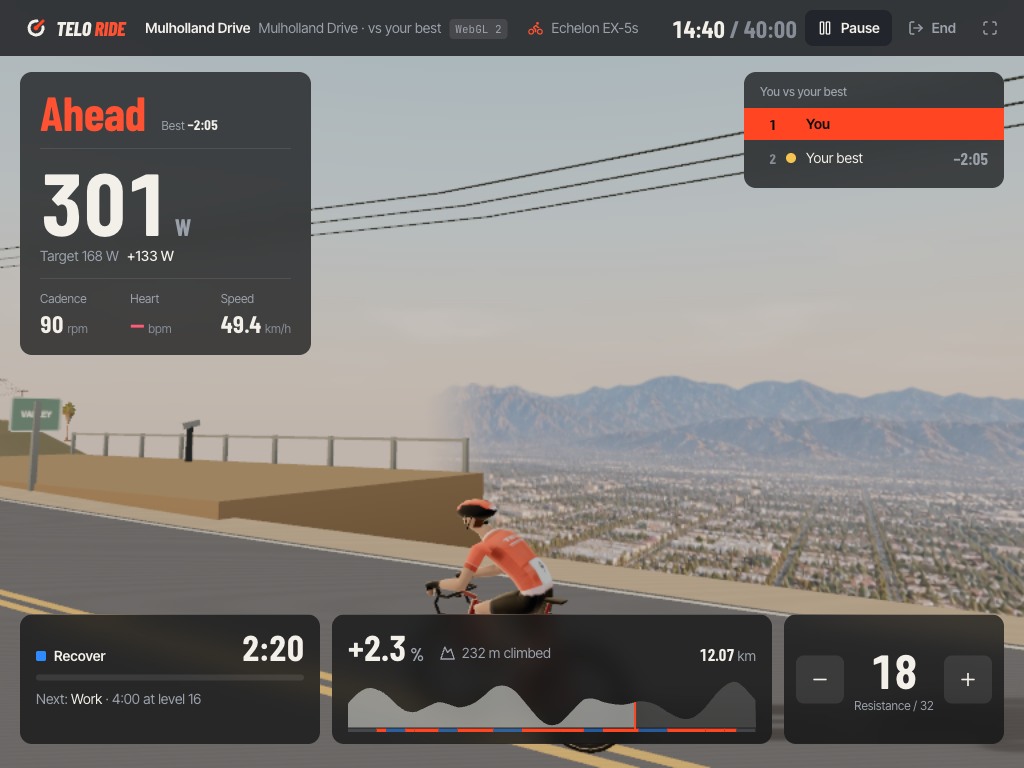 TELO RIDE Mulholland Drive Mulholland Drive · vs your best WebGL 2 Echelon EX-5s 14:40 / 40:00 Pause End
Ahead Best −2:05
301 W
Target 168 W +133 W
Cadence Heart Speed
90 rpm — bpm 49.4 km/h
You vs your best
1 You
2 Your best −2:05
VALLEY
Recover 2:20
Next: Work · 4:00 at level 16
+2.3 % 232 m climbed 12.07 km
− 18 +
Resistance / 32